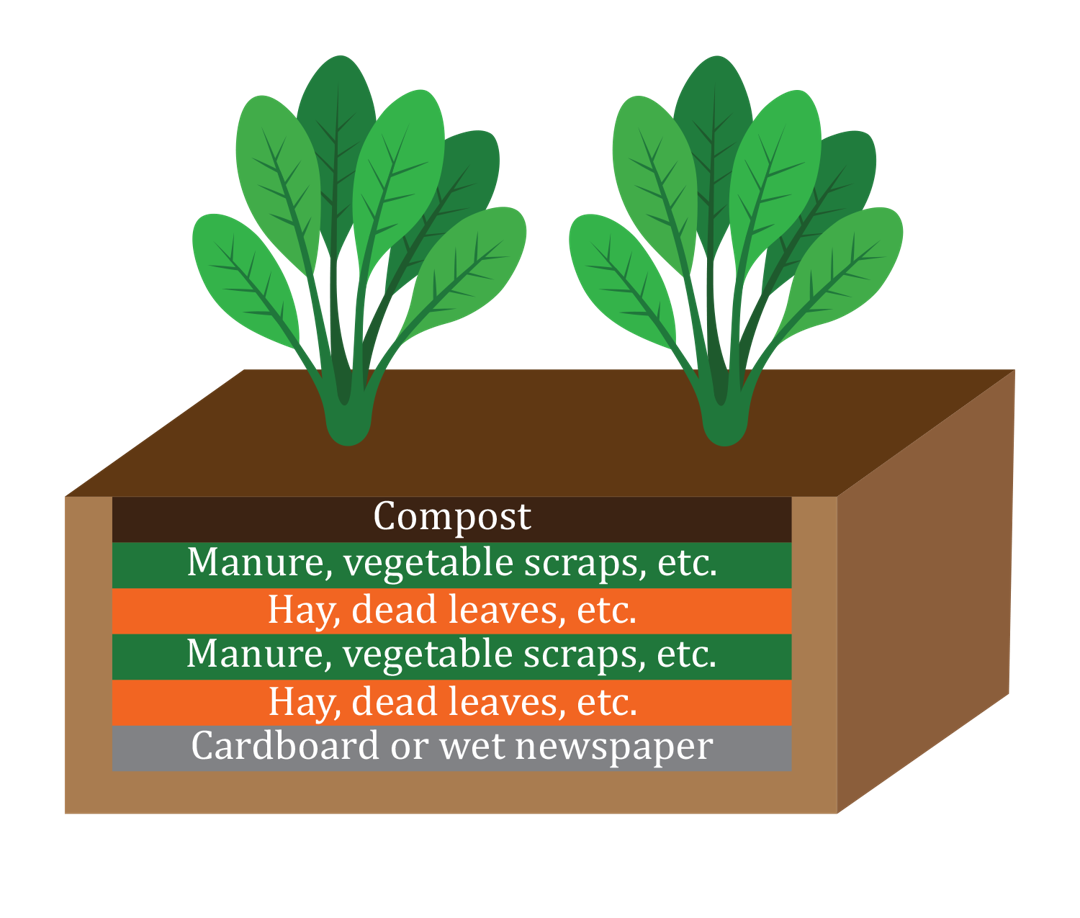 Compost
Manure, vegetable scraps, etc.
Hay, dead leaves, etc.
Manure, vegetable scraps, etc.
Hay, dead leaves, etc.
Cardboard or wet newspaper